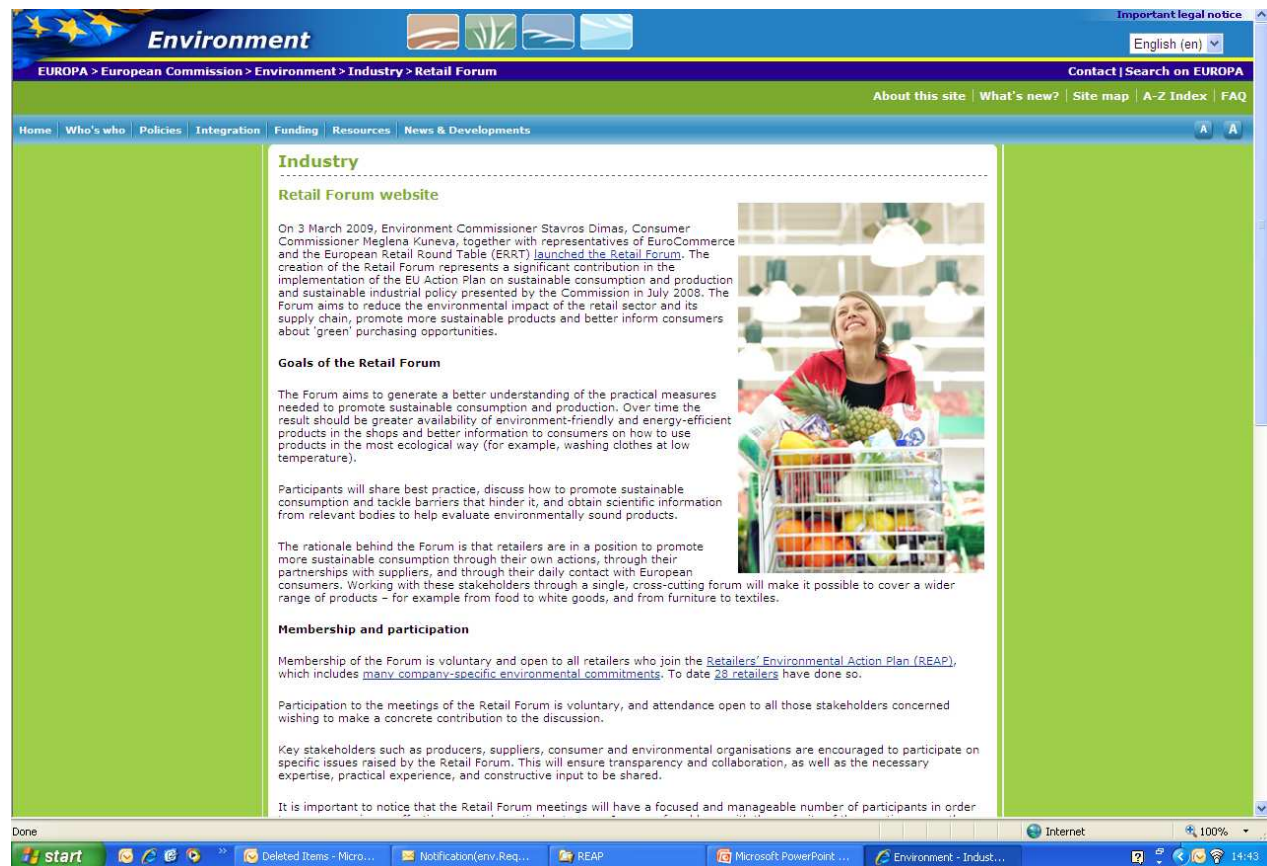 Important legal notice
Environment
English (en)
EUROPA > European Commission > Environment > Industry > Retail Forum
Contact | Search on EUROPA
About this site | What's new? | Site map | A-Z Index | FAQ
Home | Who's who | Policies | Integration | Funding | Resources | News & Developments
A A
Industry
Retail Forum website
On 3 March 2009, Environment Commissioner Stavros Dimas, Consumer
Commissioner Meglena Kuneva, together with representatives of EuroCommerce
and the European Retail Round Table (ERRT) launched the Retail Forum. The
creation of the Retail Forum represents a significant contribution in the
implementation of the EU Action Plan on sustainable consumption and production
and sustainable industrial policy presented by the Commission in July 2008. The
Forum aims to reduce the environmental impact of the retail sector and its
supply chain, promote more sustainable products and better inform consumers
about 'green' purchasing opportunities.
Goals of the Retail Forum
The Forum aims to generate a better understanding of the practical measures
needed to promote sustainable consumption and production. Over time the
result should be greater availability of environment-friendly and energy-efficient
products in the shops and better information to consumers on how to use
products in the most ecological way (for example, washing clothes at low
temperature).
Participants will share best practice, discuss how to promote sustainable
consumption and tackle barriers that hinder it, and obtain scientific information
from relevant bodies to help evaluate environmentally sound products.
The rationale behind the Forum is that retailers are in a position to promote
more sustainable consumption through their own actions, through their
partnerships with suppliers, and through their daily contact with European
consumers. Working with these stakeholders through a single, cross-cutting forum will make it possible to cover a wider
range of products – for example from food to white goods, and from furniture to textiles.
Membership and participation
Membership of the Forum is voluntary and open to all retailers who join the Retailers' Environmental Action Plan (REAP),
which includes many company-specific environmental commitments. To date 28 retailers have done so.
Participation to the meetings of the Retail Forum is voluntary, and attendance open to all those stakeholders concerned
wishing to make a concrete contribution to the discussion.
Key stakeholders such as producers, suppliers, consumer and environmental organisations are encouraged to participate on
specific issues raised by the Retail Forum. This will ensure transparency and collaboration, as well as the necessary
expertise, practical experience, and constructive input to be shared.
It is important to notice that the Retail Forum meetings will have a focused and manageable number of participants in order
Done
Internet
100%
start
Deleted Items - Micro...
Notification(env.Req...
REAP
Microsoft PowerPoint ...
Environment - Indust...
14:43